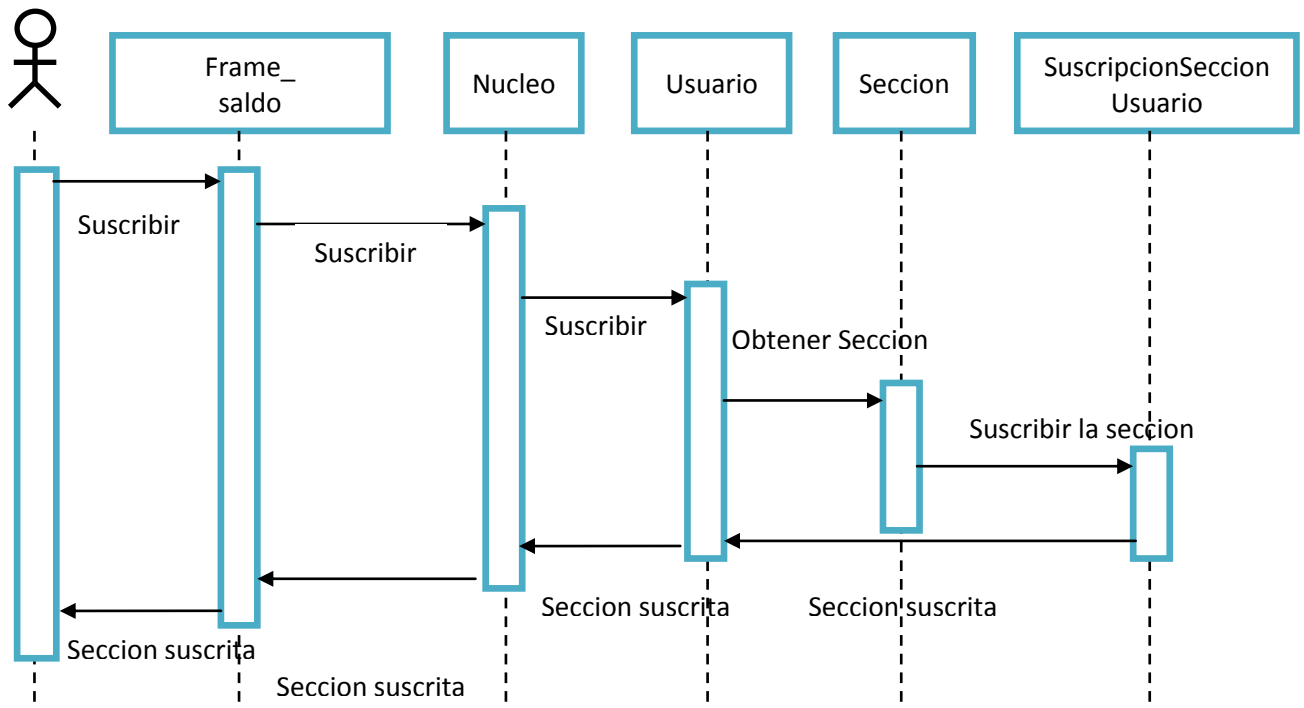 Frame_
saldo
Nucleo
Usuario
Seccion
SuscripcionSeccion
Usuario
Suscribir
Suscribir
Suscribir
Obtener Seccion
Suscribir la seccion
Seccion suscrita
Seccion suscrita
Seccion suscrita
Seccion suscrita